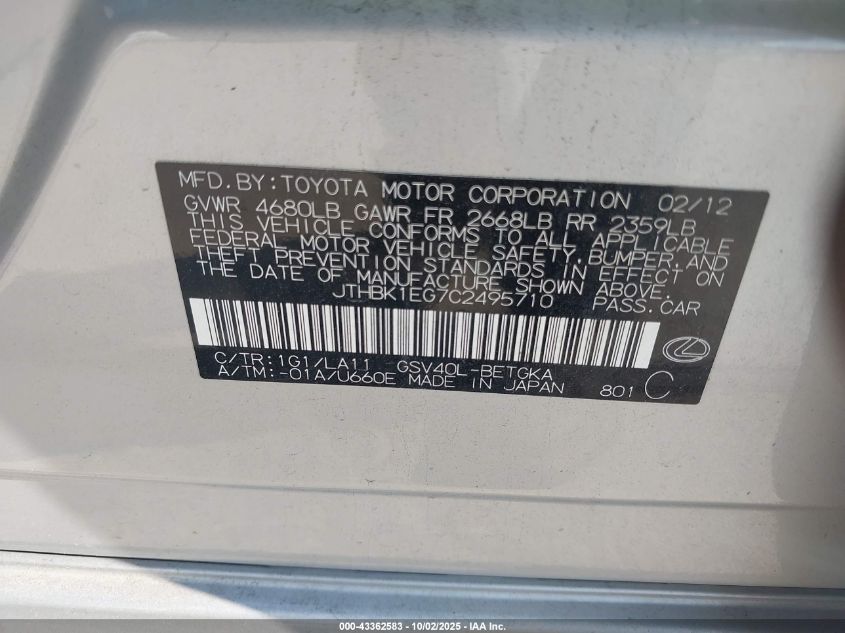 MFD. BY: TOYOTA MOTOR CORPORATION 02/12
GVWR 4680LB GAWR FR 2668LB RR 2359LB
THIS VEHICLE CONFORMS TO ALL APPLICABLE
FEDERAL MOTOR VEHICLE SAFETY, BUMPER, AND
THEFT PREVENTION STANDARDS IN EFFECT ON
THE DATE OF MANUFACTURE SHOWN ABOVE.
JTHBK1EG7C2495710 PASS. CAR
C/TR: 1G1/LA11 GSV40L-BETGKA
A/TM: -01A/U660E MADE IN JAPAN 801 C
000-43362583 - 10/02/2025 - IAA Inc.